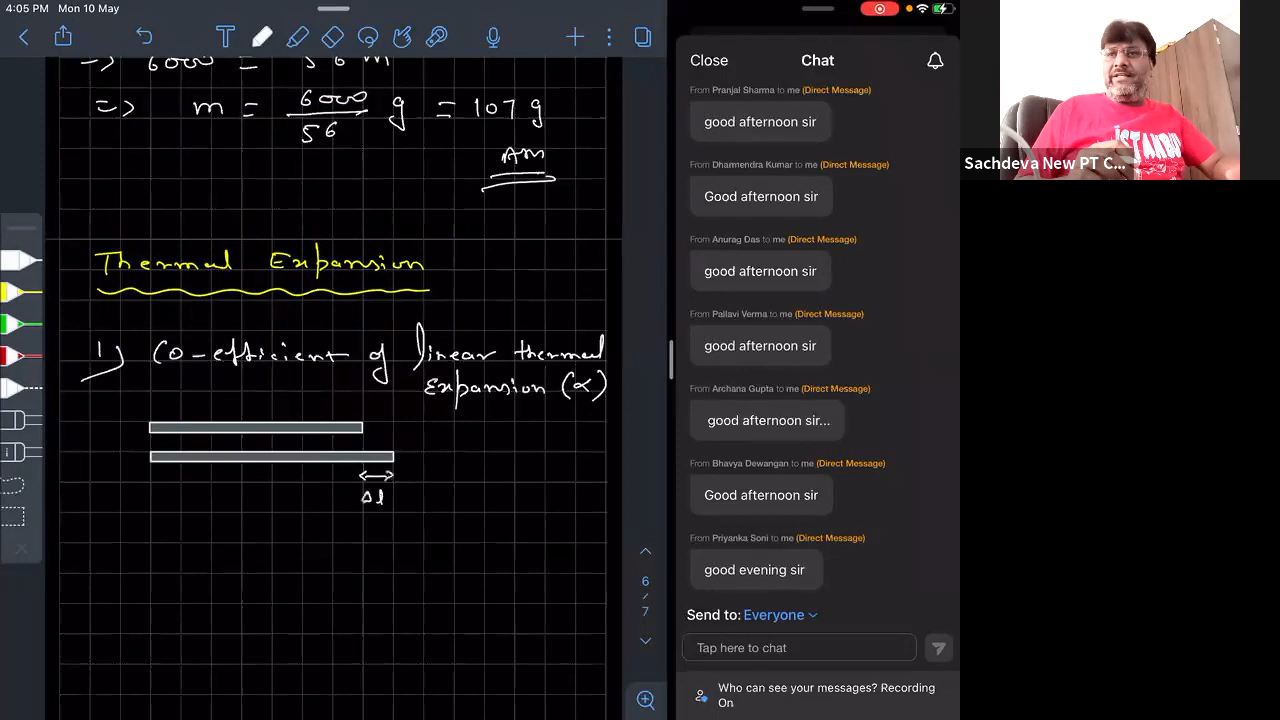 4:05 PM Mon 10 May
=> 6000 = 56 m
=> m = 6000/56 g = 107 g
Ans
Thermal Expansion
1) Co-efficient of linear thermal
Expansion (α)
Δl
6
/
7
Close
Chat
From Pranjal Sharma to me (Direct Message)
good afternoon sir
From Dharmendra Kumar to me (Direct Message)
Good afternoon sir
From Anurag Das to me (Direct Message)
good afternoon sir
From Pallavi Verma to me (Direct Message)
good afternoon sir
From Archana Gupta to me (Direct Message)
good afternoon sir...
From Bhavya Dewangan to me (Direct Message)
Good afternoon sir
From Priyanka Soni to me (Direct Message)
good evening sir
Send to: Everyone
Tap here to chat
Who can see your messages? Recording
On
İSTANBU
Sachdeva New PT C...